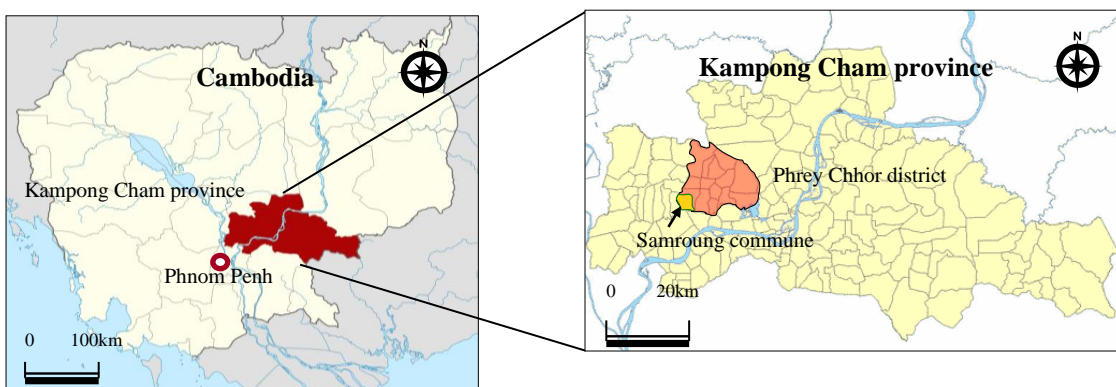 N
Cambodia
Kampong Cham province
Phnom Penh
0 100km
N
Kampong Cham province
Phrey Chhor district
Samroung commune
0 20km